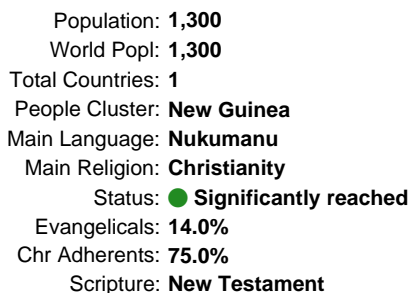 Population: 1,300
World Popl: 1,300
Total Countries: 1
People Cluster: New Guinea
Main Language: Nukumanu
Main Religion: Christianity
Status: Significantly reached
Evangelicals: 14.0%
Chr Adherents: 75.0%
Scripture: New Testament